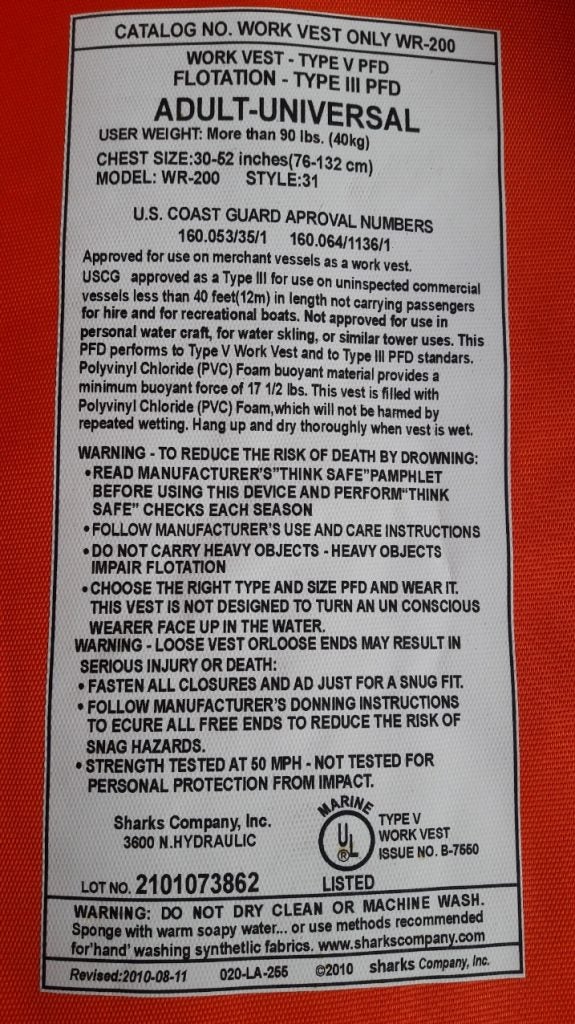 CATALOG NO. WORK VEST ONLY WR-200
WORK VEST - TYPE V PFD
FLOTATION - TYPE III PFD
ADULT-UNIVERSAL
USER WEIGHT: More than 90 lbs. (40kg)
CHEST SIZE:30-52 inches(76-132 cm)
MODEL: WR-200 STYLE:31
U.S. COAST GUARD APROVAL NUMBERS
160.053/35/1 160.064/1136/1
Approved for use on merchant vessels as a work vest.
USCG approved as a Type III for use on uninspected commercial
vessels less than 40 feet(12m) in length not carrying passengers
for hire and for recreational boats. Not approved for use in
personal water craft, for water skling, or similar tower uses. This
PFD performs to Type V Work Vest and to Type III PFD standars.
Polyvinyl Chloride (PVC) Foam buoyant material provides a
minimum buoyant force of 17 1/2 lbs. This vest is filled with
Polyvinyl Chloride (PVC) Foam,which will not be harmed by
repeated wetting. Hang up and dry thoroughly when vest is wet.
WARNING - TO REDUCE THE RISK OF DEATH BY DROWNING:
•READ MANUFACTURER'S"THINK SAFE"PAMPHLET
BEFORE USING THIS DEVICE AND PERFORM"THINK
SAFE" CHECKS EACH SEASON
•FOLLOW MANUFACTURER'S USE AND CARE INSTRUCTIONS
•DO NOT CARRY HEAVY OBJECTS - HEAVY OBJECTS
IMPAIR FLOTATION
•CHOOSE THE RIGHT TYPE AND SIZE PFD AND WEAR IT.
THIS VEST IS NOT DESIGNED TO TURN AN UN CONSCIOUS
WEARER FACE UP IN THE WATER.
WARNING - LOOSE VEST ORLOOSE ENDS MAY RESULT IN
SERIOUS INJURY OR DEATH:
• FASTEN ALL CLOSURES AND AD JUST FOR A SNUG FIT.
• FOLLOW MANUFACTURER'S DONNING INSTRUCTIONS
TO ECURE ALL FREE ENDS TO REDUCE THE RISK OF
SNAG HAZARDS.
• STRENGTH TESTED AT 50 MPH - NOT TESTED FOR
PERSONAL PROTECTION FROM IMPACT.
Sharks Company, Inc.
3600 N.HYDRAULIC
LOT NO. 2101073862
MARINE
UL
®
LISTED
TYPE V
WORK VEST
ISSUE NO. B-7560
WARNING: DO NOT DRY CLEAN OR MACHINE WASH.
Sponge with warm soapy water... or use methods recommended
for'hand' washing synthetlic fabrics. www.sharkscompany.com
Revised:2010-08-11 020-LA-255 ©2010 sharks Company, Inc.